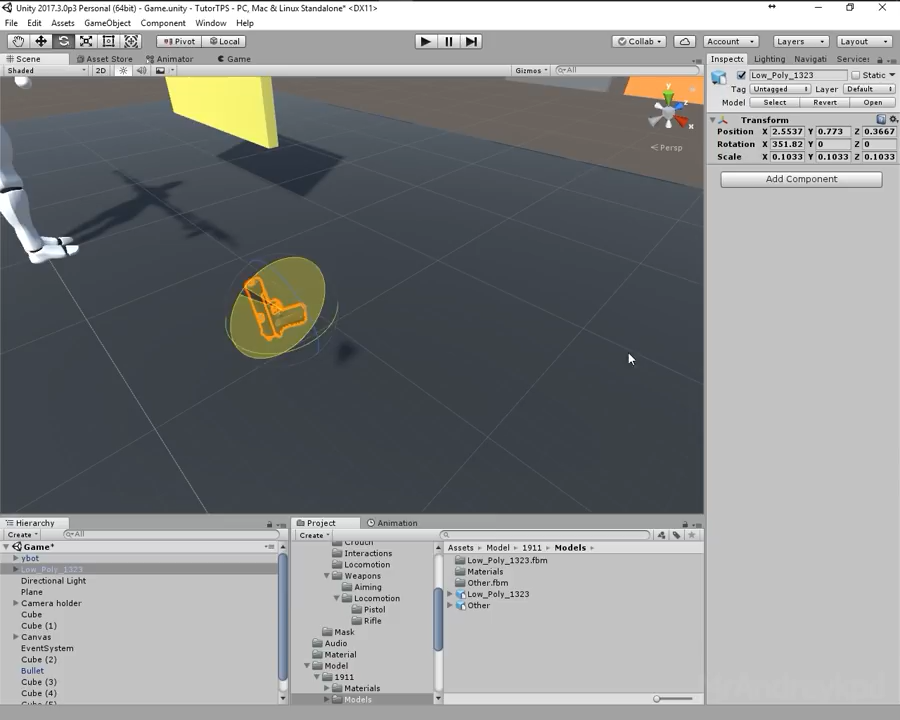 Unity 2017.3.0p3 Personal (64bit) - Game.unity - TutorTPS - PC, Mac & Linux Standalone* <DX11>
File Edit Assets GameObject Component Window Help
Pivot Local Collab Account Layers Layout
Scene Asset Store Animator Game
Shaded 2D Gizmos All
y
z
x
Persp
Inspect Lighting Navigati Servicer
Low_Poly_1323 Static
Tag Untagged Layer Default
Model Select Revert Open
Transform
Position X 2.5537 Y 0.773 Z 0.3667
Rotation X 351.82 Y 0 Z 0
Scale X 0.1033 Y 0.1033 Z 0.1033
Add Component
Hierarchy
Create All
Game*
ybot
Low_Poly_1323
Directional Light
Plane
Camera holder
Cube
Cube (1)
Canvas
EventSystem
Cube (2)
Bullet
Cube (3)
Cube (4)
Project Animation
Create
Crouch
Interactions
Locomotion
Weapons
Aiming
Locomotion
Pistol
Rifle
Mask
Audio
Material
Model
1911
Materials
Models
Assets Model 1911 Models
Low_Poly_1323.fbm
Materials
Other.fbm
Low_Poly_1323
Other